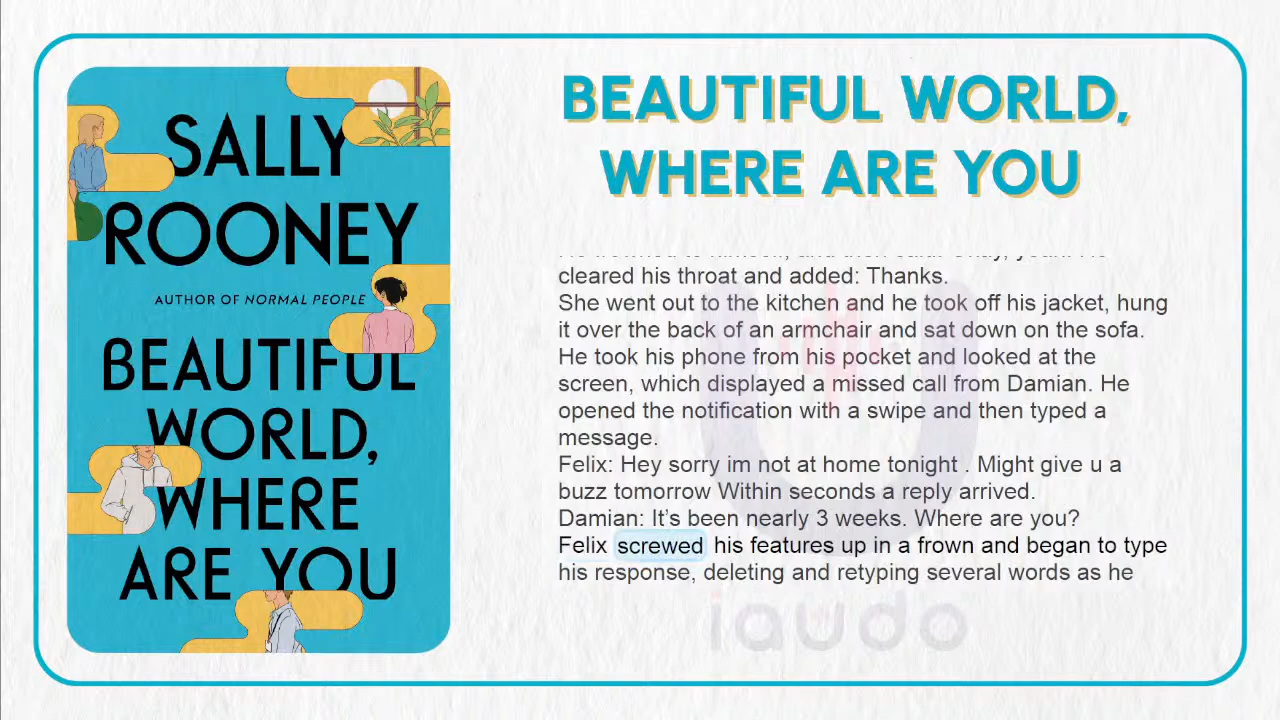 SALLY
ROONEY
AUTHOR OF NORMAL PEOPLE
BEAUTIFUL
WORLD,
WHERE
ARE YOU
BEAUTIFUL WORLD,
WHERE ARE YOU
cleared his throat and added: Thanks.
She went out to the kitchen and he took off his jacket, hung
it over the back of an armchair and sat down on the sofa.
He took his phone from his pocket and looked at the
screen, which displayed a missed call from Damian. He
opened the notification with a swipe and then typed a
message.
Felix: Hey sorry im not at home tonight . Might give u a
buzz tomorrow Within seconds a reply arrived.
Damian: It’s been nearly 3 weeks. Where are you?
Felix screwed his features up in a frown and began to type
his response, deleting and retyping several words as he
iaudo